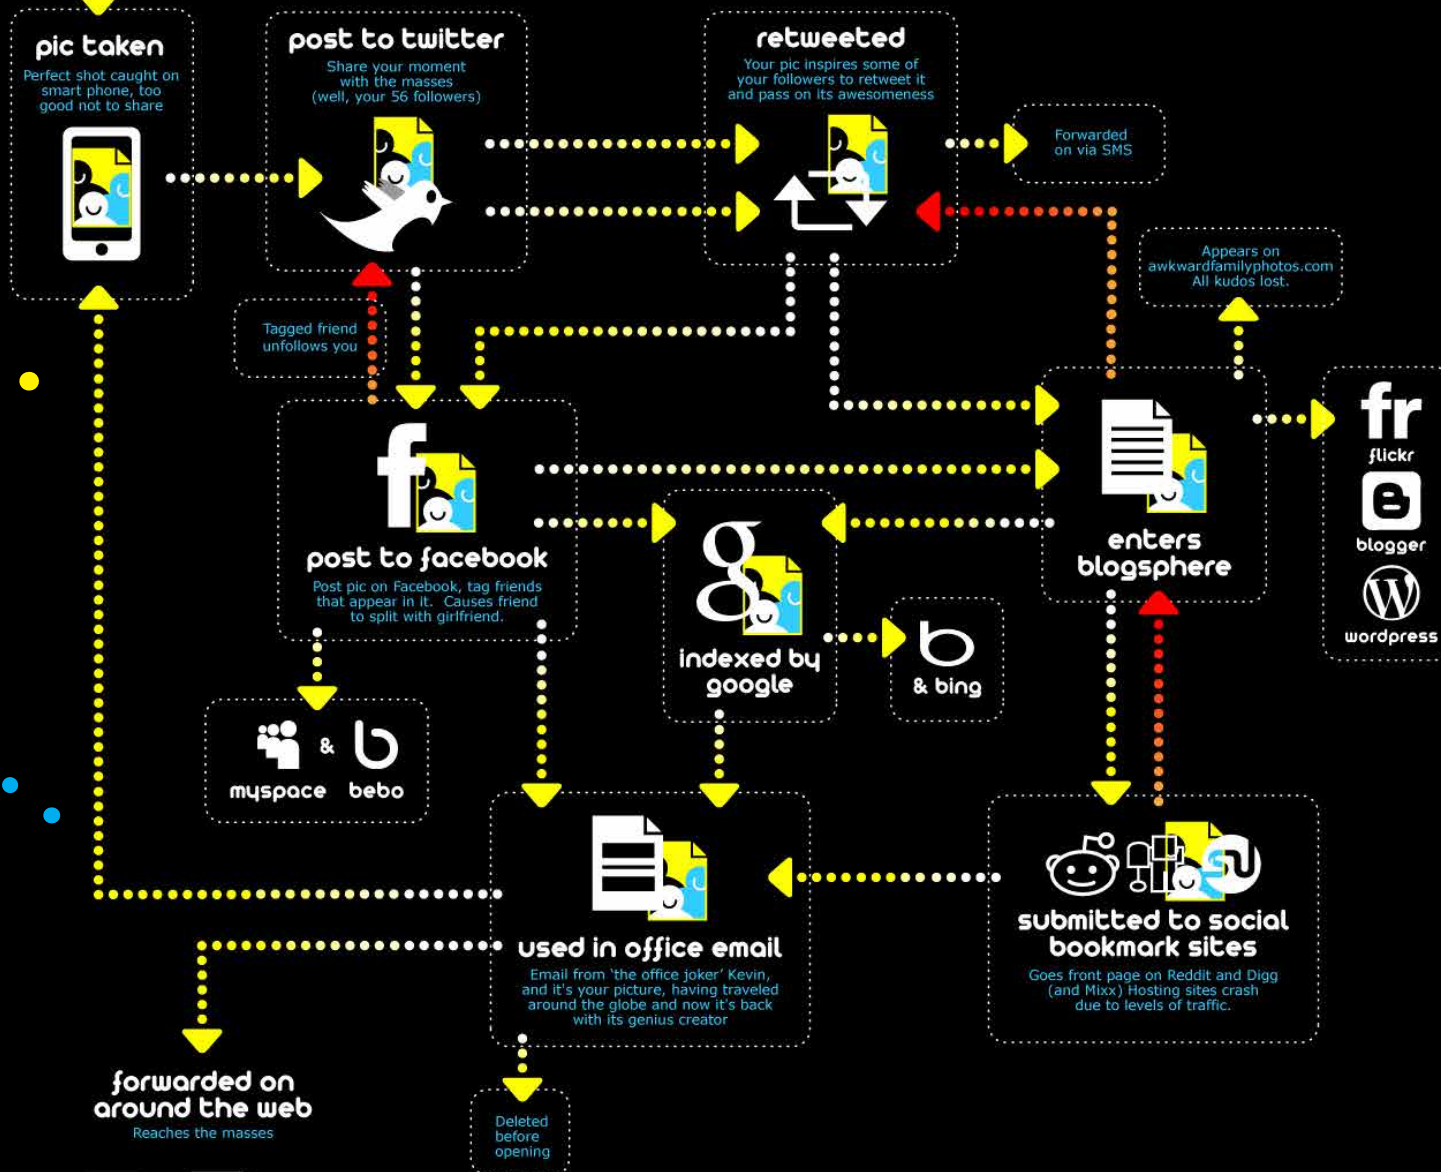 pic taken
Perfect shot caught on
smart phone, too
good not to share
post to twitter
Share your moment
with the masses
(well, your 56 followers)
retweeted
Your pic inspires some of
your followers to retweet it
and pass on its awesomeness
Forwarded
on via SMS
Appears on
awkwardfamilyphotos.com
All kudos lost.
Tagged friend
unfollows you
f
post to facebook
Post pic on Facebook, tag friends
that appear in it. Causes friend
to split with girlfriend.
enters
blogsphere
fr
flickr
B
blogger
W
wordpress
g
indexed by
google
b
& bing
& b
myspace bebo
used in office email
Email from 'the office joker' Kevin,
and it's your picture, having traveled
around the globe and now it's back
with its genius creator
su
submitted to social
bookmark sites
Goes front page on Reddit and Digg
(and Mixx) Hosting sites crash
due to levels of traffic.
forwarded on
around the web
Reaches the masses
Deleted
before
opening